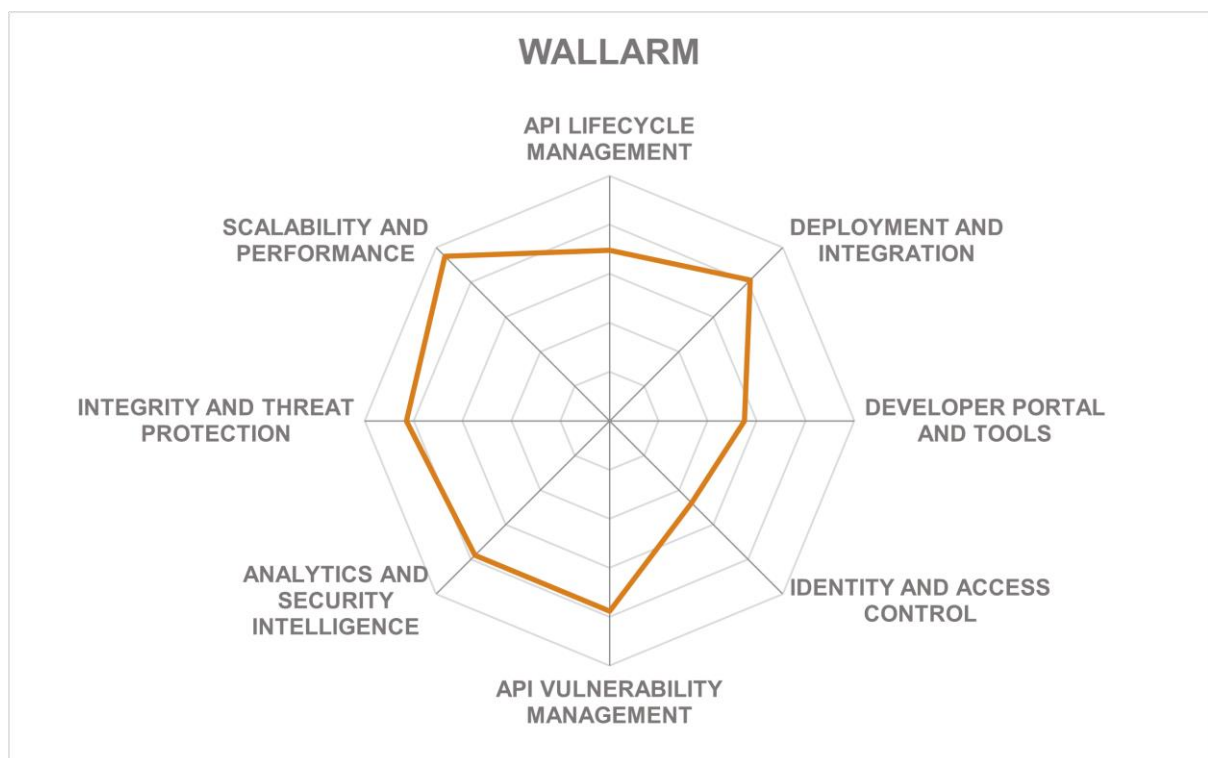 WALLARM
API LIFECYCLE
MANAGEMENT
SCALABILITY AND
PERFORMANCE
DEPLOYMENT AND
INTEGRATION
INTEGRITY AND THREAT
PROTECTION
DEVELOPER PORTAL
AND TOOLS
ANALYTICS AND
SECURITY
INTELLIGENCE
IDENTITY AND ACCESS
CONTROL
API VULNERABILITY
MANAGEMENT